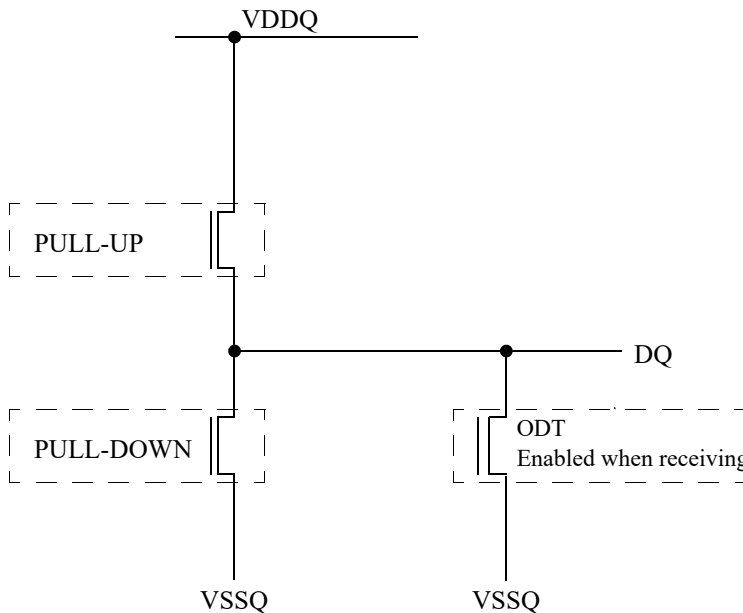 VDDQ
PULL-UP
DQ
PULL-DOWN
ODT
Enabled when receiving
VSSQ
VSSQ